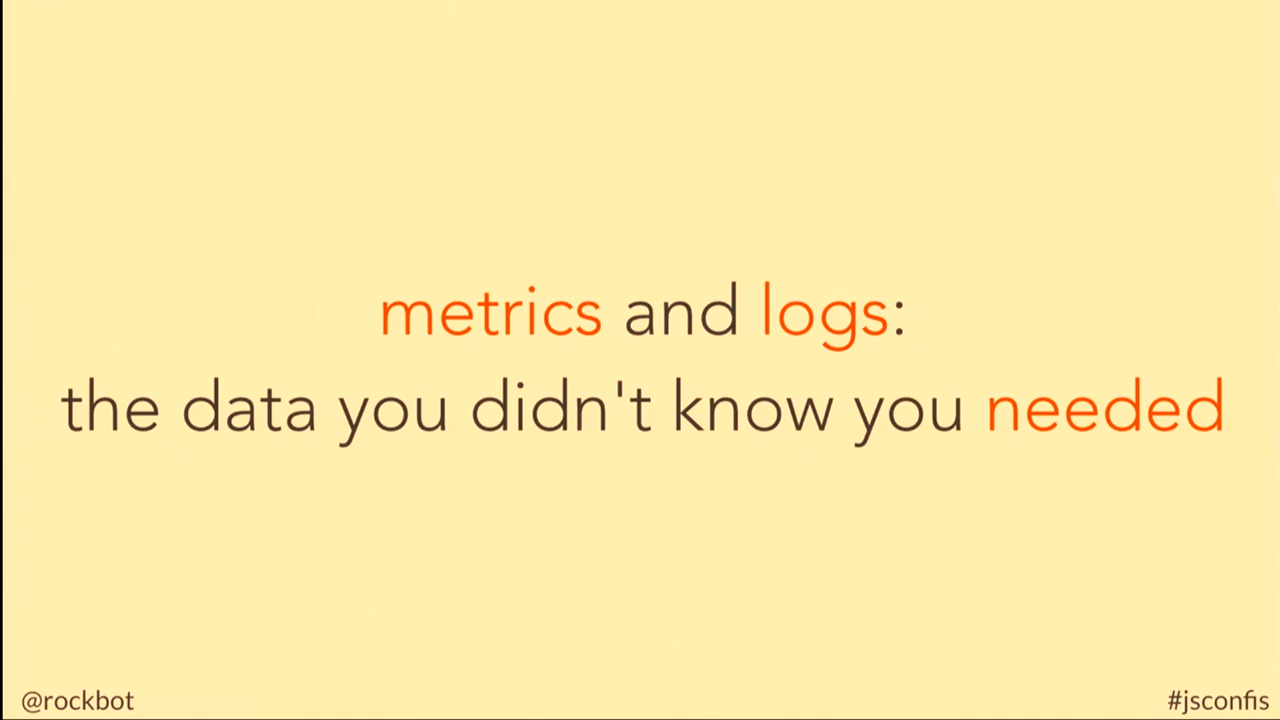 metrics and logs:
the data you didn't know you needed
@rockbot
#jsconfis